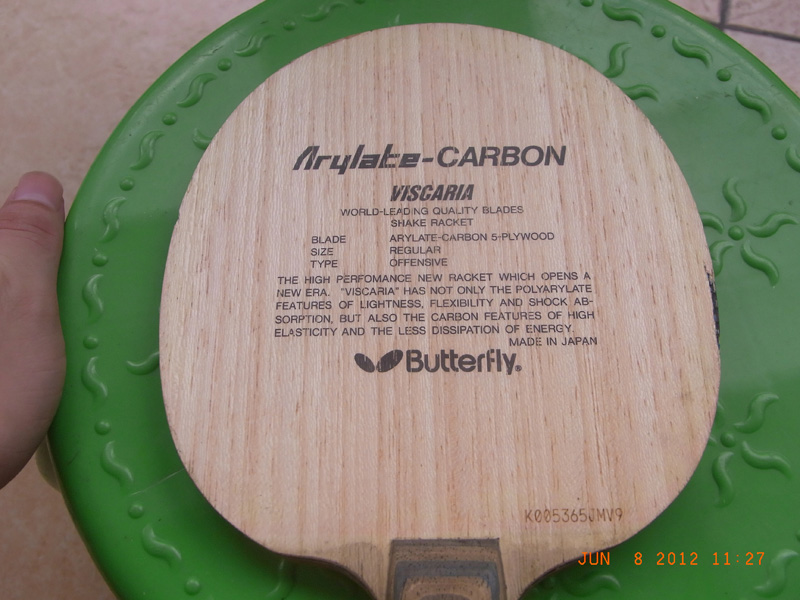 Arylate-CARBON
VISCARIA
WORLD-LEADING QUALITY BLADES
SHAKE RACKET
BLADE ARYLATE-CARBON 5-PLYWOOD
SIZE REGULAR
TYPE OFFENSIVE
THE HIGH PERFOMANCE NEW RACKET WHICH OPENS A
NEW ERA. "VISCARIA" HAS NOT ONLY THE POLYARYLATE
FEATURES OF LIGHTNESS, FLEXIBILITY AND SHOCK AB-
SORPTION, BUT ALSO THE CARBON FEATURES OF HIGH
ELASTICITY AND THE LESS DISSIPATION OF ENERGY.
MADE IN JAPAN
Butterfly®
K005365JMV9
JUN 8 2012 11:27